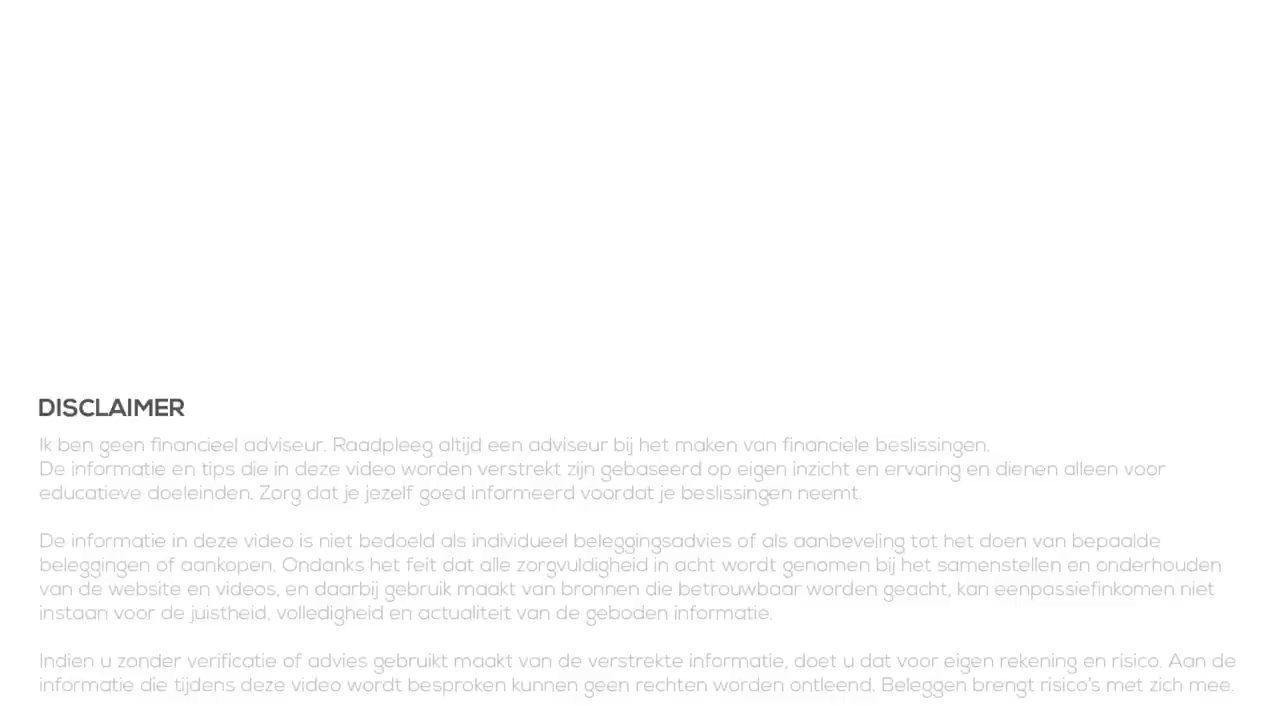 DISCLAIMER
Ik ben geen financieel adviseur. Raadpleeg altijd een adviseur bij het maken van financiele beslissingen.
De informatie en tips die in deze video worden verstrekt zijn gebaseerd op eigen inzicht en ervaring en dienen alleen voor
educatieve doeleinden. Zorg dat je jezelf goed informeerd voordat je beslissingen neemt.
De informatie in deze video is niet bedoeld als individueel beleggingsadvies of als aanbeveling tot het doen van bepaalde
beleggingen of aankopen. Ondanks het feit dat alle zorgvuldigheid in acht wordt genomen bij het samenstellen en onderhouden
van de website en videos, en daarbij gebruik maakt van bronnen die betrouwbaar worden geacht, kan eenpassiefinkomen niet
instaan voor de juistheid, volledigheid en actualiteit van de geboden informatie.
Indien u zonder verificatie of advies gebruikt maakt van de verstrekte informatie, doet u dat voor eigen rekening en risico. Aan de
informatie die tijdens deze video wordt besproken kunnen geen rechten worden ontleend. Beleggen brengt risico's met zich mee.